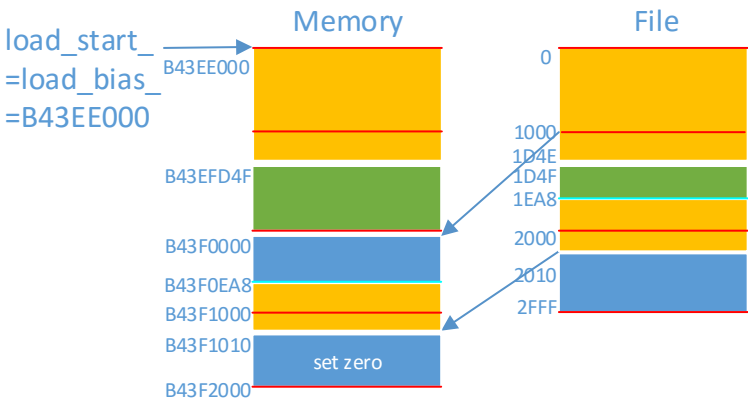 Memory
File
load_start_
=load_bias_
=B43EE000
B43EE000
B43EFD4F
B43F0000
B43F0EA8
B43F1000
B43F1010
set zero
B43F2000
0
1000
1D4E
1D4F
1EA8
2000
2010
2FFF